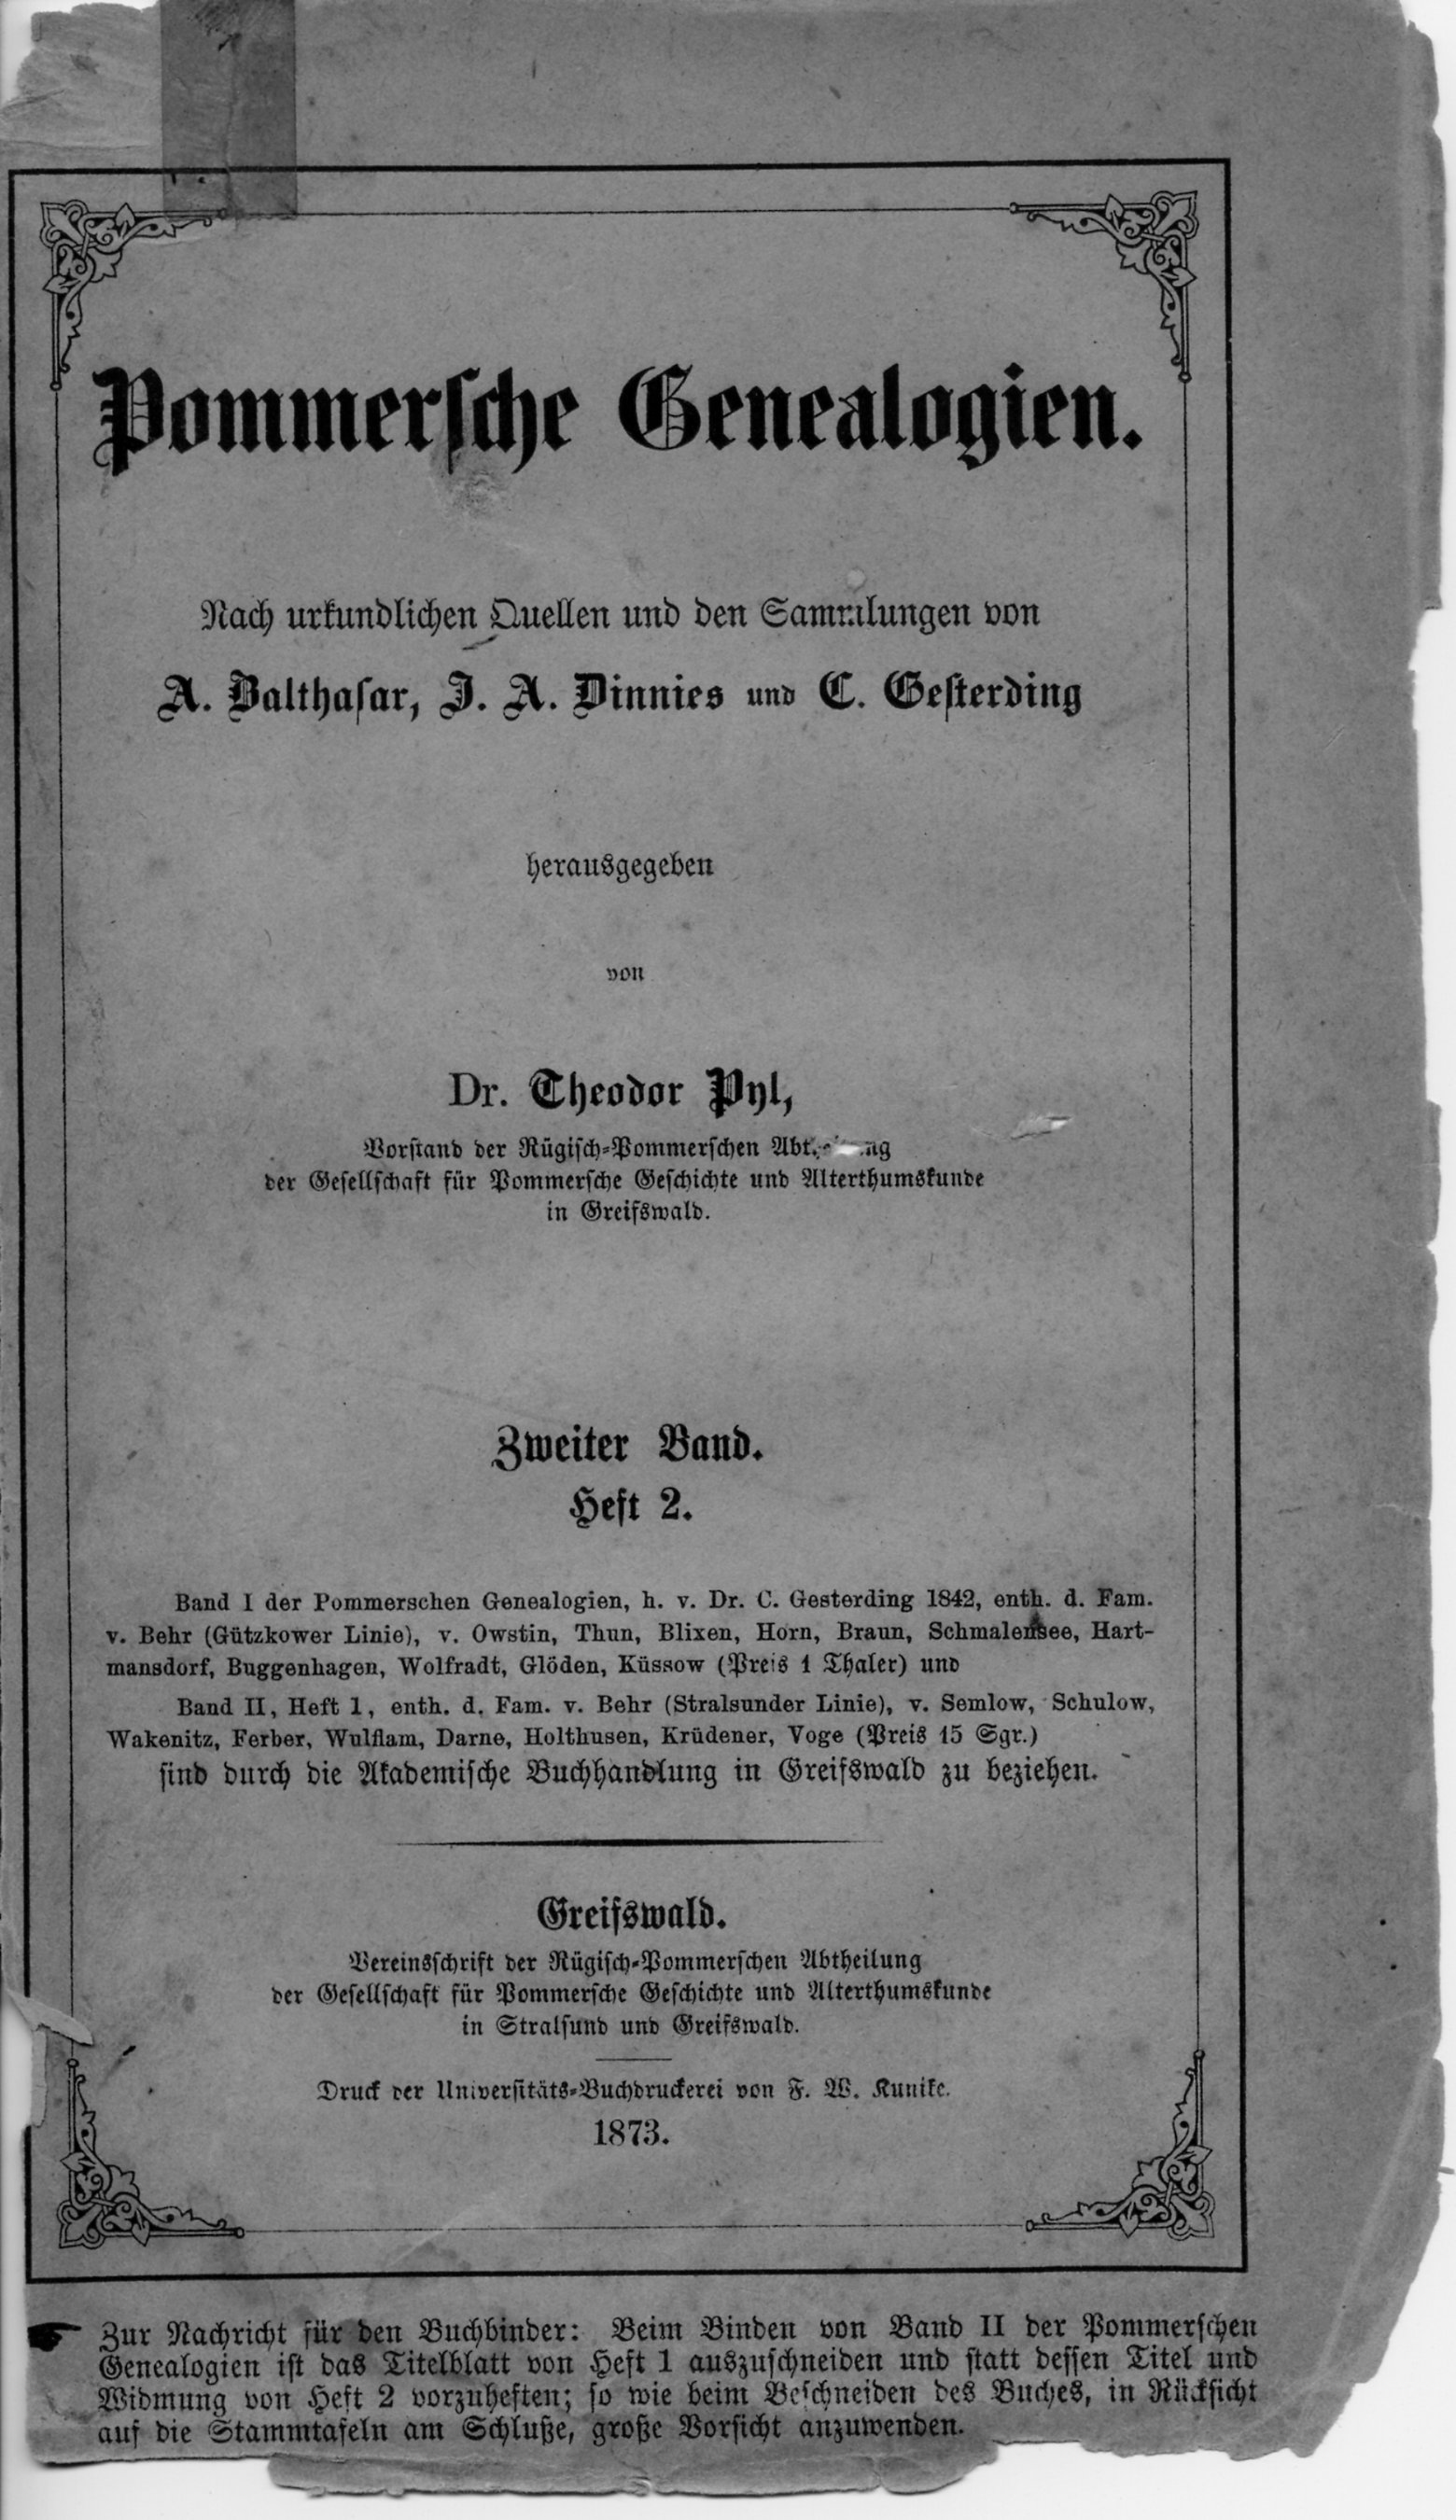 Pommersche Genealogien.
Nach urkundlichen Quellen und den Sammlungen von
A. Balthasar, J. A. Dinnies und C. Gesterding
herausgegeben
von
Dr. Theodor Pyl,
Vorstand der Rügisch-Pommerschen
der Gesellschaft für Pommersche Geschichte und Alterthumskunde
in Greifswald.
Zweiter Band.
Heft 2.
Band I der Pommerschen Genealogien, h. v. Dr. C. Gesterding 1842, enth. d. Fam.
v. Behr (Gützkower Linie), v. Owstin, Thun, Blixen, Horn, Braun, Schmalensee, Hart-
mansdorf, Buggenhagen, Wolfradt, Glöden, Küssow (Preis 1 Thaler) und
Band II, Heft 1, enth. d. Fam. v. Behr (Stralsunder Linie), v. Semlow, Schulow,
Wakenitz, Ferber, Wulflam, Darne, Holthusen, Krüdener, Voge (Preis 15 Sgr.)
sind durch die Akademische Buchhandlung in Greifswald zu beziehen.
Greifswald.
Vereinsschrift der Rügisch-Pommerschen Abtheilung
der Gesellschaft für Pommersche Geschichte und Alterthumskunde
in Stralsund und Greifswald.
Druck der Universitäts-Buchdruckerei von F. W. Kunike.
1873.
Zur Nachricht für den Buchbinder: Beim Binden von Band II der Pommerschen
Genealogien ist das Titelblatt von Heft 1 auszuschneiden und statt dessen Titel und
Widmung von Heft 2 vorzuheften; so wie beim Beschneiden des Buches, in Rücksicht
auf die Stammtafeln am Schluße, große Vorsicht anzuwenden.